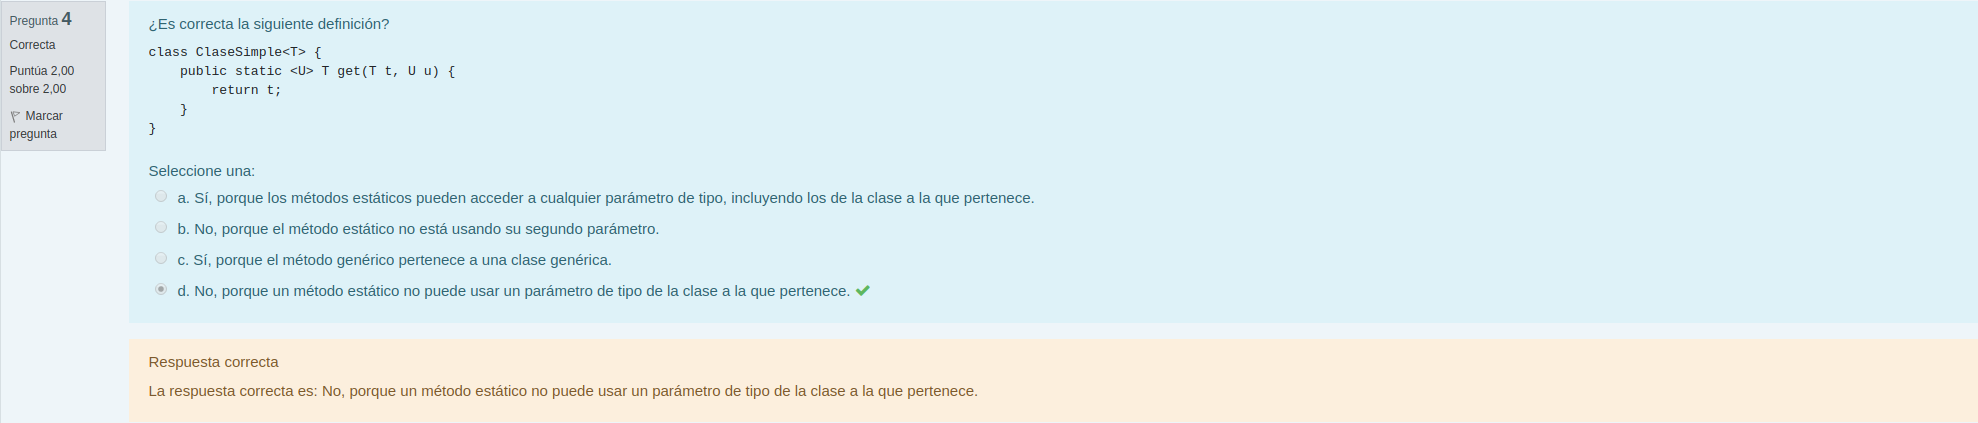 Pregunta 4
Correcta
Puntúa 2,00
sobre 2,00
Marcar
pregunta
¿Es correcta la siguiente definición?
class ClaseSimple<T> {
    public static <U> T get(T t, U u) {
        return t;
    }
}
Seleccione una:
a. Sí, porque los métodos estáticos pueden acceder a cualquier parámetro de tipo, incluyendo los de la clase a la que pertenece.
b. No, porque el método estático no está usando su segundo parámetro.
c. Sí, porque el método genérico pertenece a una clase genérica.
d. No, porque un método estático no puede usar un parámetro de tipo de la clase a la que pertenece.
Respuesta correcta
La respuesta correcta es: No, porque un método estático no puede usar un parámetro de tipo de la clase a la que pertenece.